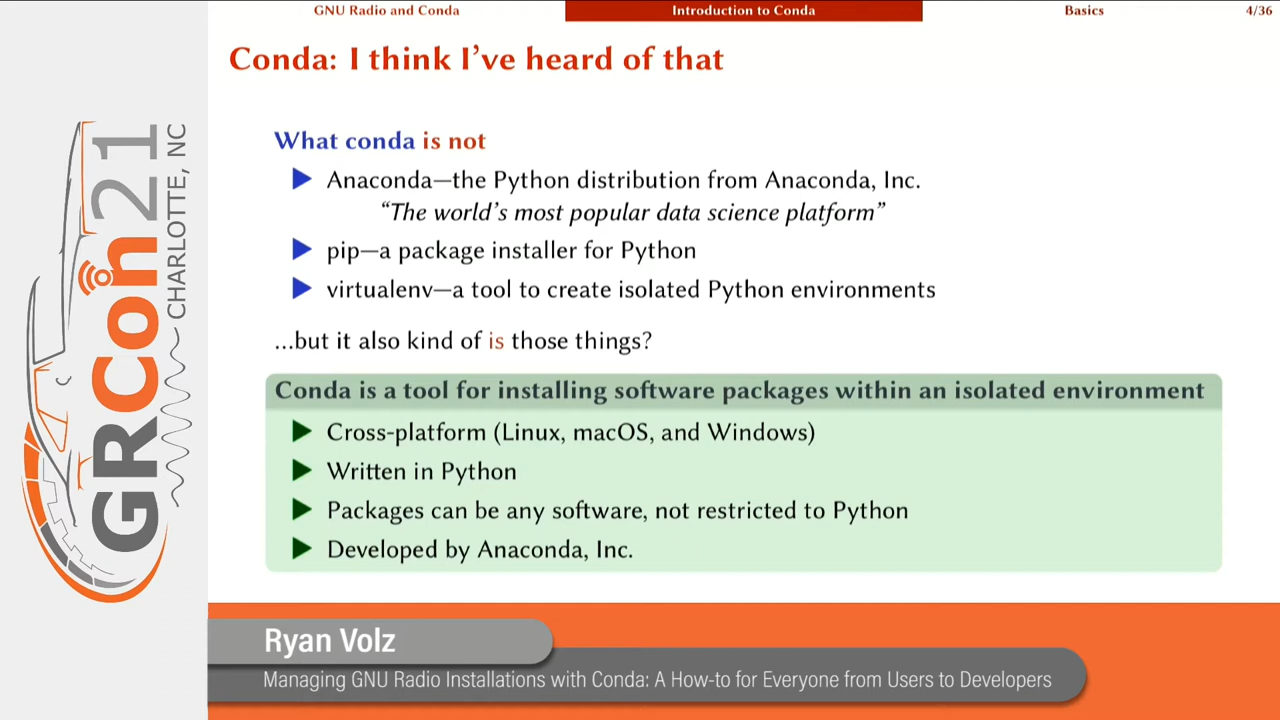 GNU Radio and Conda
Introduction to Conda
Basics
4/36
Conda: I think I've heard of that
What conda is not
Anaconda—the Python distribution from Anaconda, Inc.
“The world's most popular data science platform”
pip—a package installer for Python
virtualenv—a tool to create isolated Python environments
...but it also kind of is those things?
Conda is a tool for installing software packages within an isolated environment
Cross-platform (Linux, macOS, and Windows)
Written in Python
Packages can be any software, not restricted to Python
Developed by Anaconda, Inc.
GRCon21
CHARLOTTE, NC
Ryan Volz
Managing GNU Radio Installations with Conda: A How-to for Everyone from Users to Developers